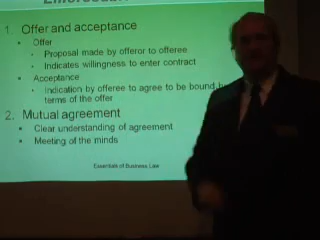 1. Offer and acceptance
Offer
Proposal made by offeror to offeree
Indicates willingness to enter contract
Acceptance
Indication by offeree to agree to be bound
terms of the offer
2. Mutual agreement
Clear understanding of agreement
Meeting of the minds
Essentials of Business Law